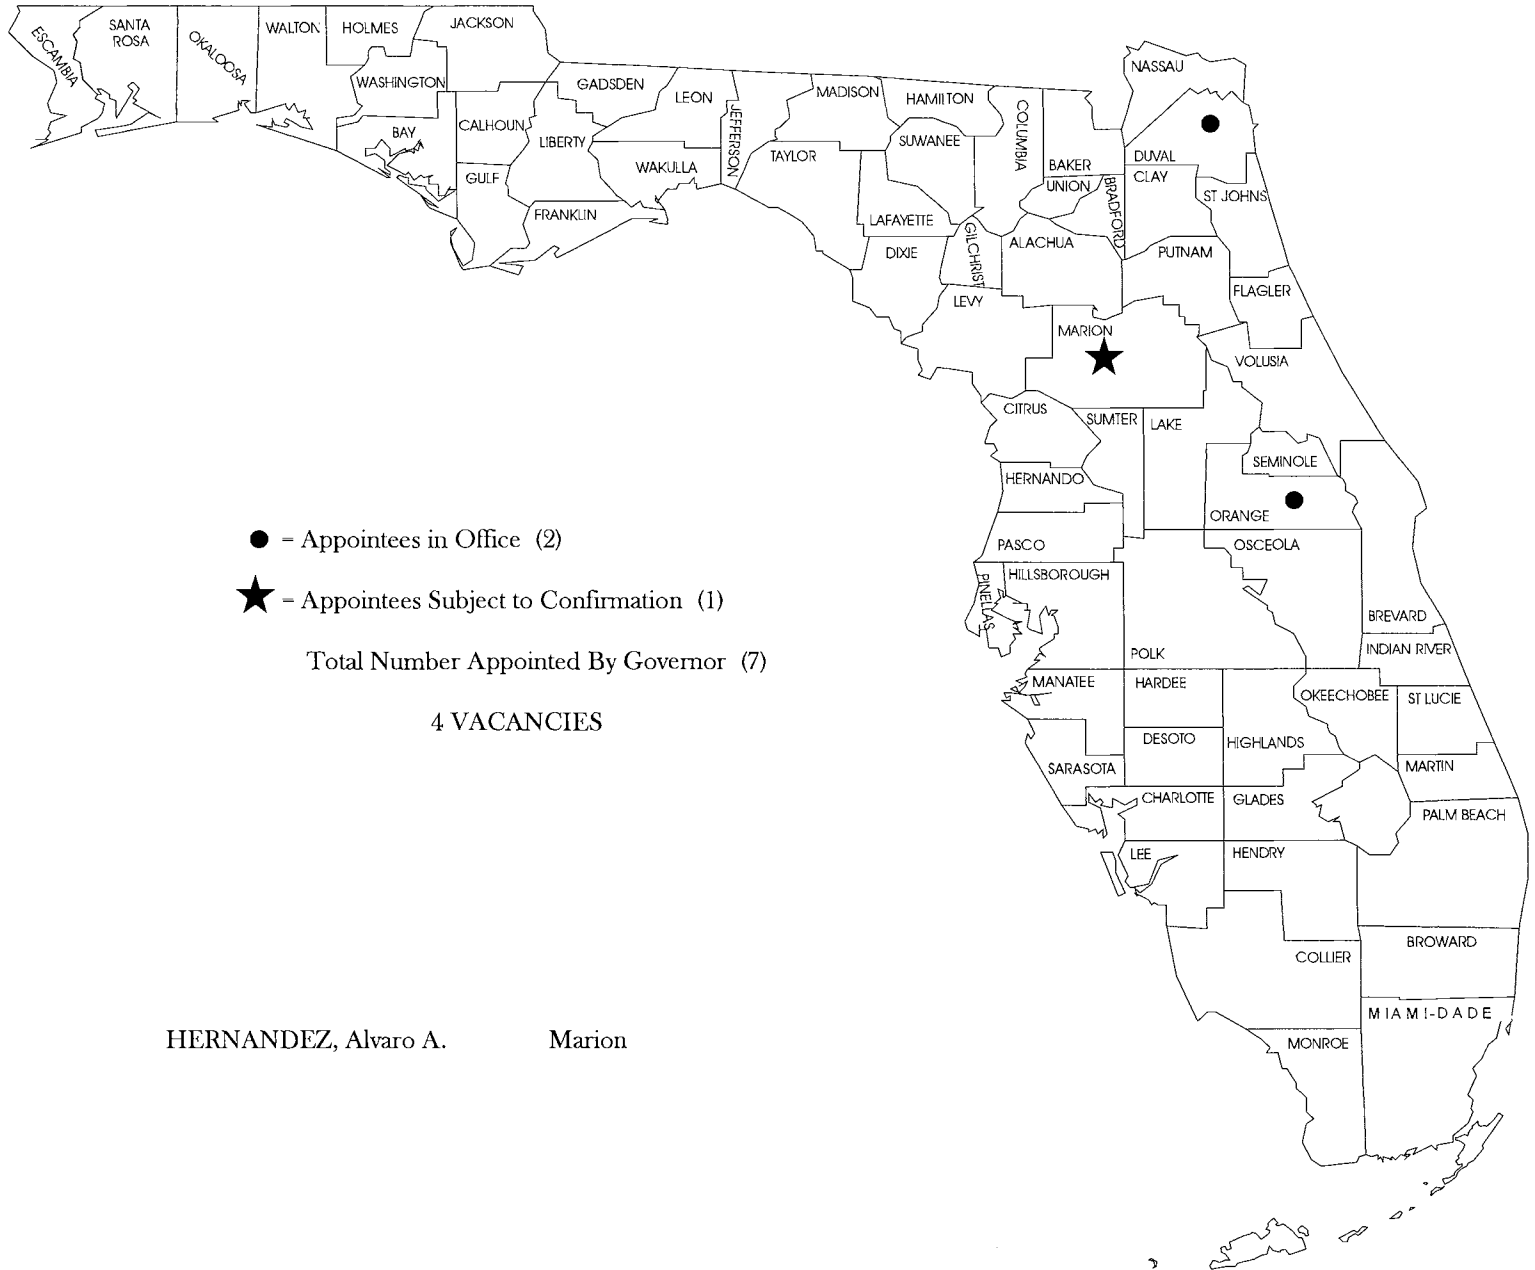 ESCAMBIA
SANTA
ROSA
OKALOOSA
WALTON
HOLMES
JACKSON
WASHINGTON
BAY
CALHOUN
GULF
GADSDEN
LIBERTY
FRANKLIN
LEON
WAKULLA
JEFFERSON
MADISON
TAYLOR
HAMILTON
SUWANEE
LAFAYETTE
DIXIE
COLUMBIA
GILCHRIST
LEVY
NASSAU
BAKER
UNION
BRADFORD
ALACHUA
DUVAL
CLAY
ST JOHNS
PUTNAM
FLAGLER
MARION
VOLUSIA
CITRUS
SUMTER
LAKE
SEMINOLE
HERNANDO
ORANGE
PASCO
OSCEOLA
HILLSBOROUGH
PINELLAS
BREVARD
INDIAN RIVER
POLK
MANATEE
HARDEE
OKEECHOBEE
ST LUCIE
DESOTO
HIGHLANDS
SARASOTA
MARTIN
CHARLOTTE
GLADES
PALM BEACH
LEE
HENDRY
COLLIER
BROWARD
MIAMI-DADE
MONROE
= Appointees in Office (2)
= Appointees Subject to Confirmation (1)
Total Number Appointed By Governor (7)
4 VACANCIES
HERNANDEZ, Alvaro A. Marion